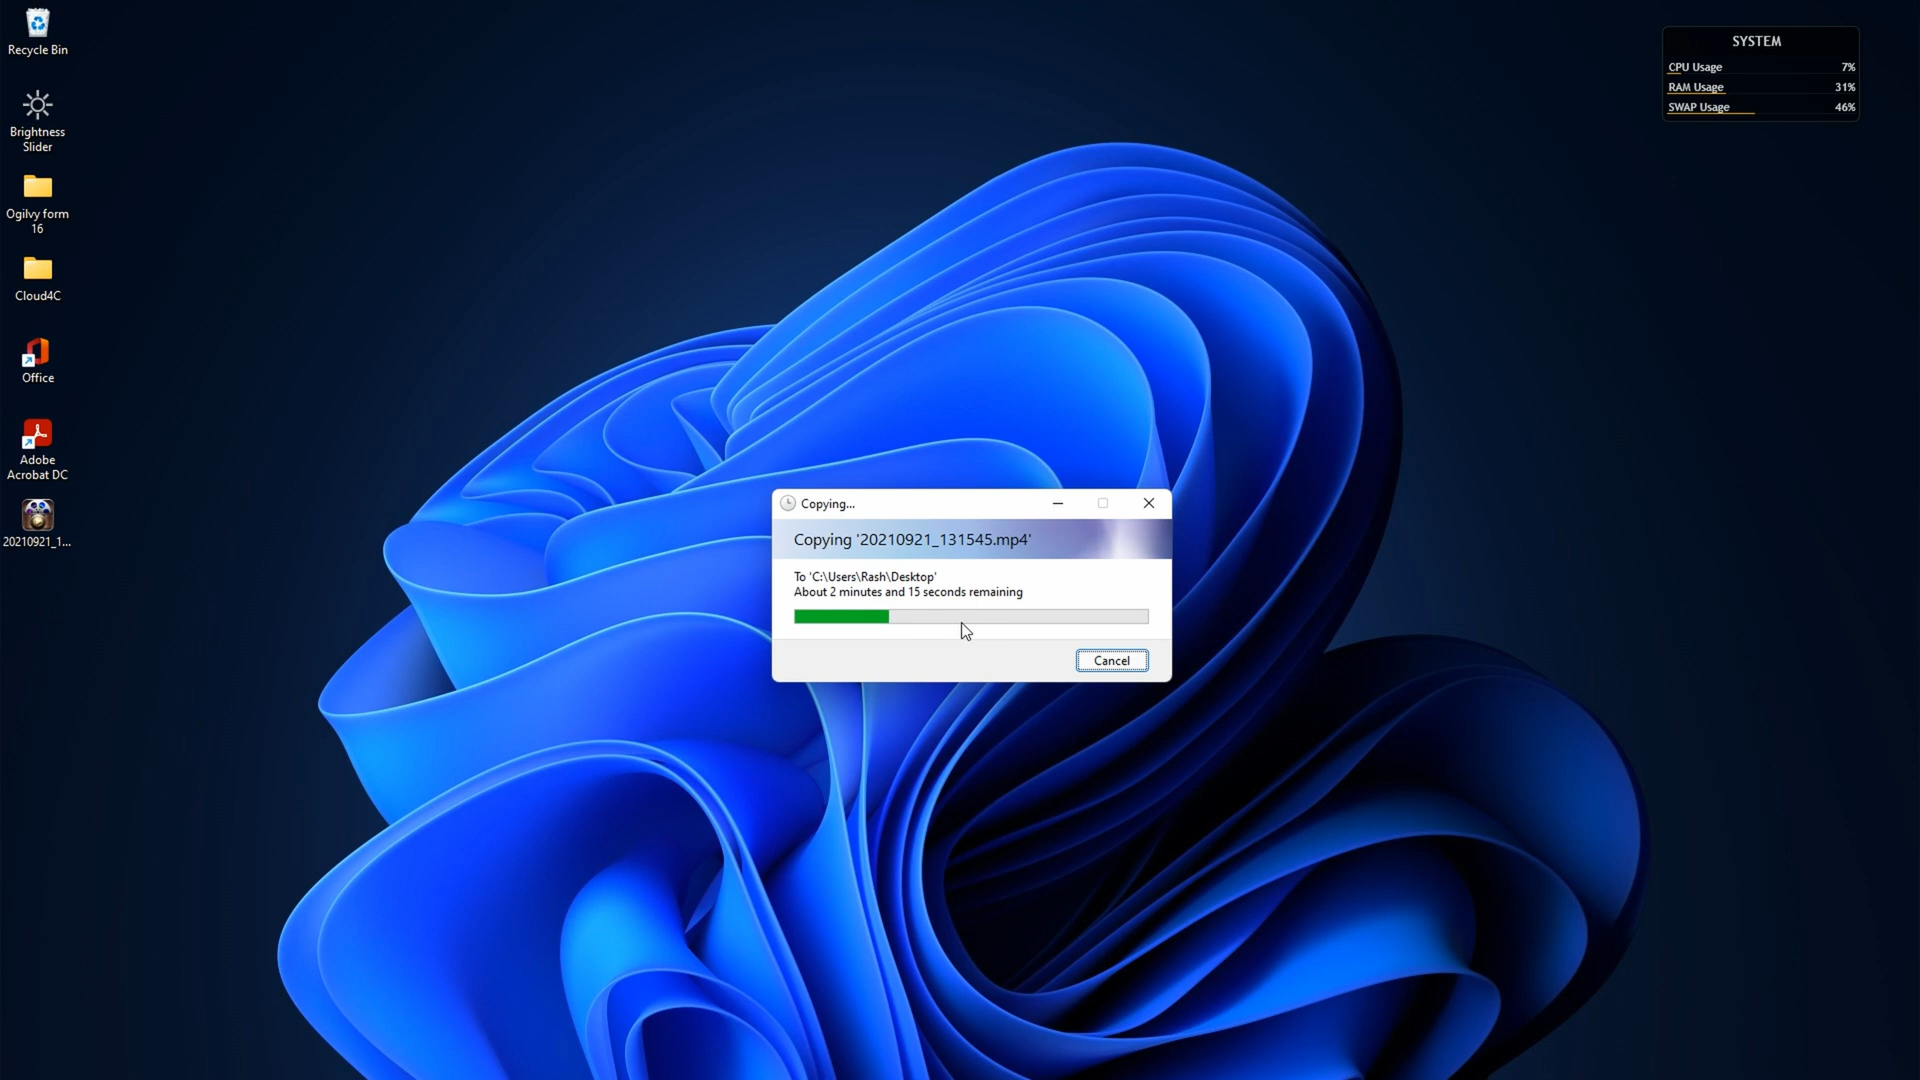 Recycle Bin
Brightness
Slider
Ogilvy form
16
Cloud4C
Office
Adobe
Acrobat DC
20210921_1...
SYSTEM
CPU Usage 7%
RAM Usage 31%
SWAP Usage 46%
Copying...
Copying '20210921_131545.mp4'
To 'C:\Users\Rash\Desktop'
About 2 minutes and 15 seconds remaining
Cancel